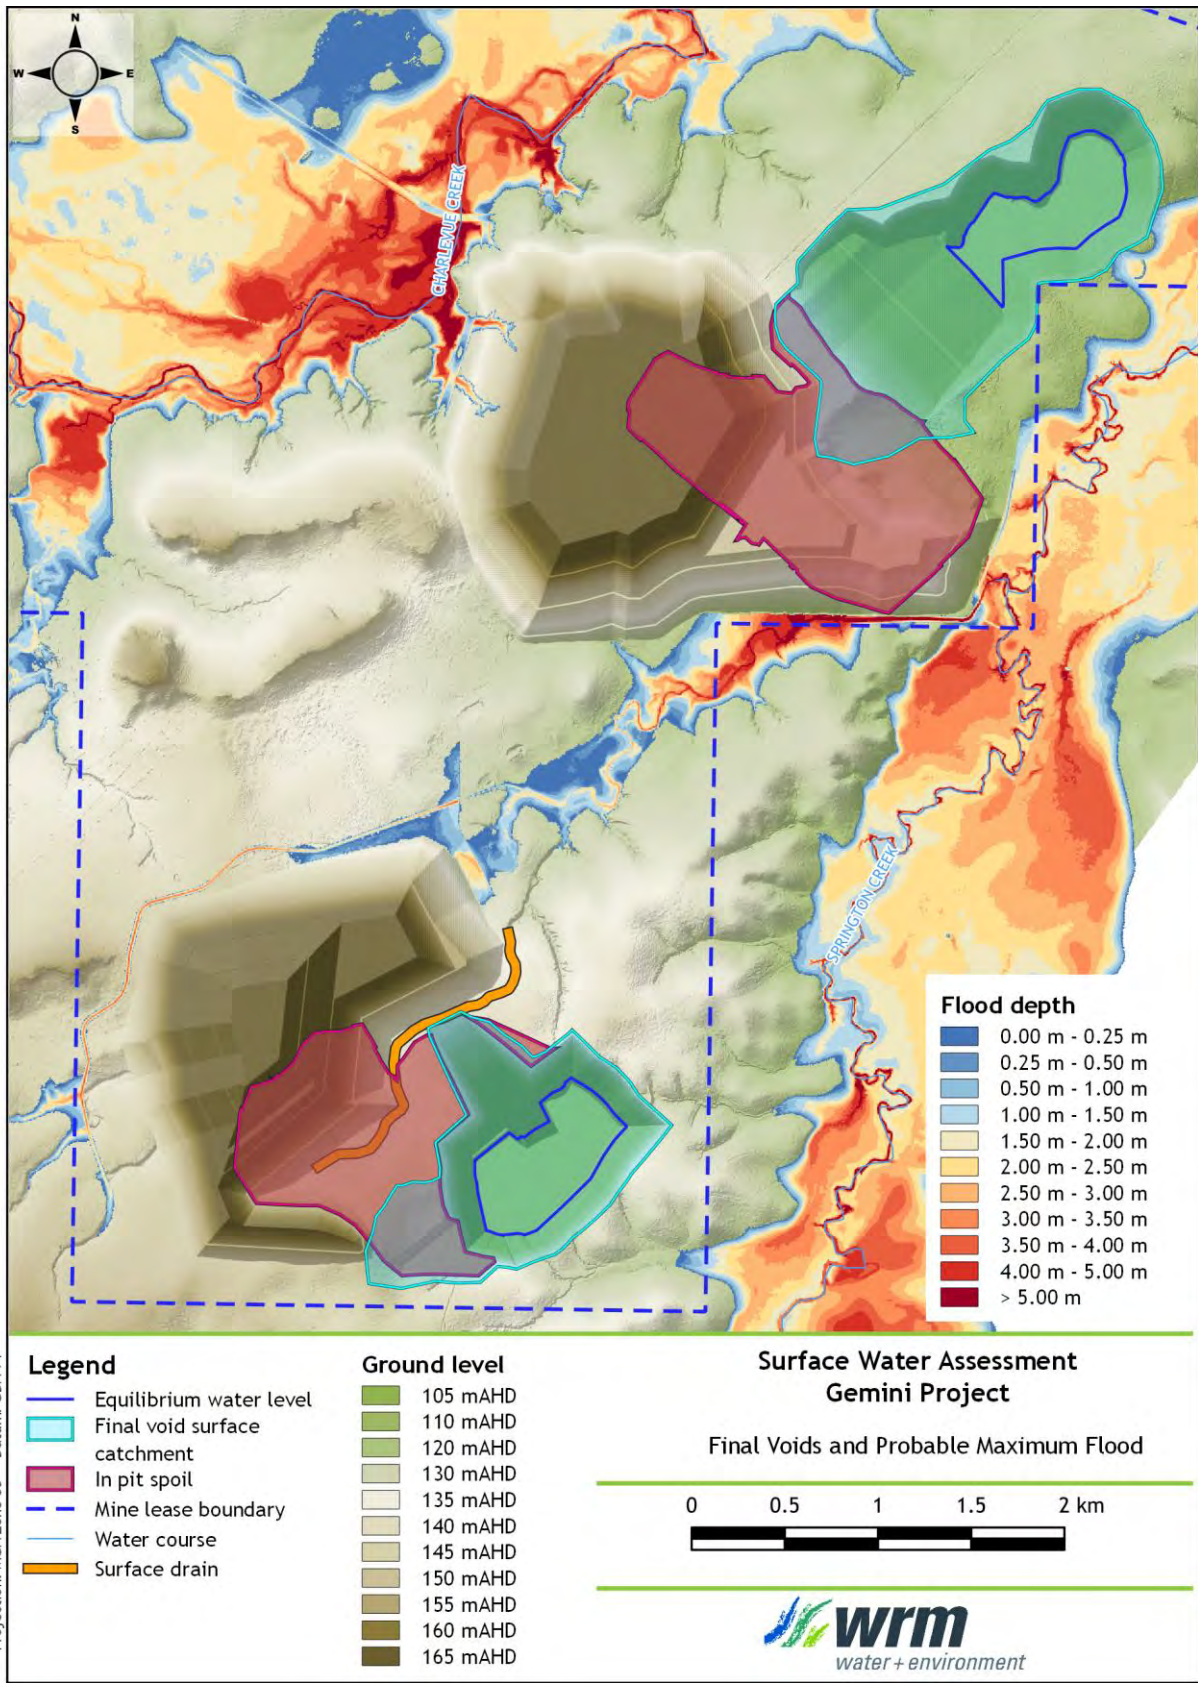 N
W E
S
CHARLEVUE CREEK
SPRINGTON CREEK
Flood depth
0.00 m - 0.25 m
0.25 m - 0.50 m
0.50 m - 1.00 m
1.00 m - 1.50 m
1.50 m - 2.00 m
2.00 m - 2.50 m
2.50 m - 3.00 m
3.00 m - 3.50 m
3.50 m - 4.00 m
4.00 m - 5.00 m
> 5.00 m
Legend
Equilibrium water level
Final void surface
catchment
In pit spoil
Mine lease boundary
Water course
Surface drain
Ground level
105 mAHD
110 mAHD
120 mAHD
130 mAHD
135 mAHD
140 mAHD
145 mAHD
150 mAHD
155 mAHD
160 mAHD
165 mAHD
Surface Water Assessment
Gemini Project
Final Voids and Probable Maximum Flood
0 0.5 1 1.5 2 km
wrm
water + environment